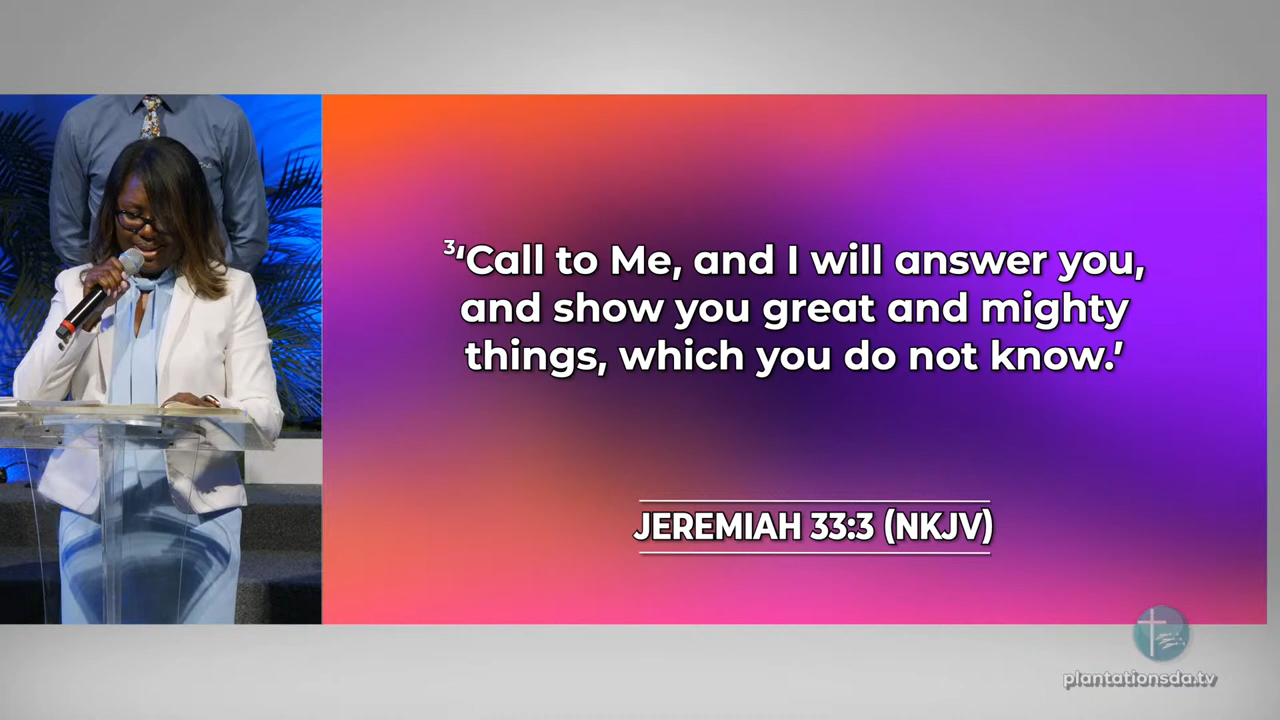 ³‘Call to Me, and I will answer you,
and show you great and mighty
things, which you do not know.’
JEREMIAH 33:3 (NKJV)
plantationsda.tv